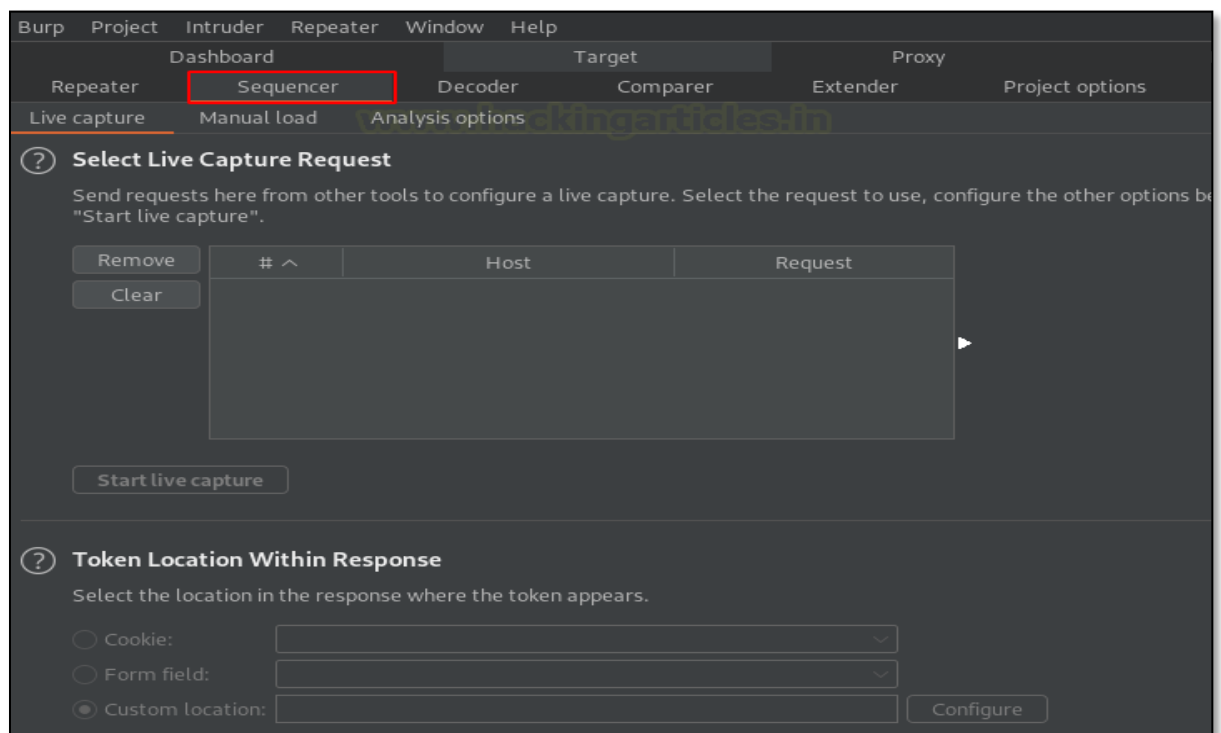 Burp Project Intruder Repeater Window Help
Dashboard Target Proxy
Repeater Sequencer Decoder Comparer Extender Project options
Live capture Manual load Analysis options
www.hackingarticles.in
? Select Live Capture Request
Send requests here from other tools to configure a live capture. Select the request to use, configure the other options be
"Start live capture".
Remove # Host Request
Clear
Start live capture
? Token Location Within Response
Select the location in the response where the token appears.
Cookie:
Form field:
Custom location: Configure